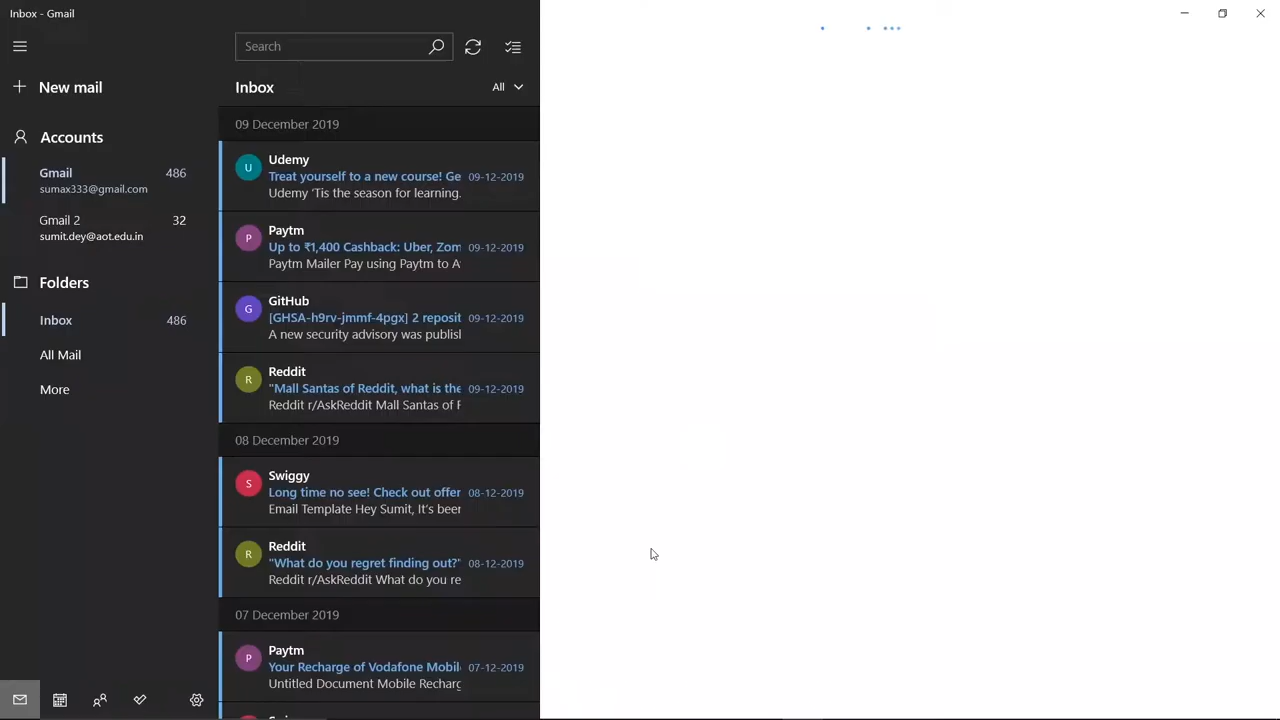 Inbox - Gmail
Search
New mail
Accounts
Gmail 486
sumax333@gmail.com
Gmail 2 32
sumit.dey@aot.edu.in
Folders
Inbox 486
All Mail
More
Inbox
All
09 December 2019
U
Udemy
Treat yourself to a new course! Ge 09-12-2019
Udemy 'Tis the season for learning.
P
Paytm
Up to ₹1,400 Cashback: Uber, Zom 09-12-2019
Paytm Mailer Pay using Paytm to A
G
GitHub
[GHSA-h9rv-jmmf-4pgx] 2 reposit 09-12-2019
A new security advisory was publisl
R
Reddit
"Mall Santas of Reddit, what is the 09-12-2019
Reddit r/AskReddit Mall Santas of F
08 December 2019
S
Swiggy
Long time no see! Check out offer 08-12-2019
Email Template Hey Sumit, It's beer
R
Reddit
"What do you regret finding out?" 08-12-2019
Reddit r/AskReddit What do you re
07 December 2019
P
Paytm
Your Recharge of Vodafone Mobil 07-12-2019
Untitled Document Mobile Recharg